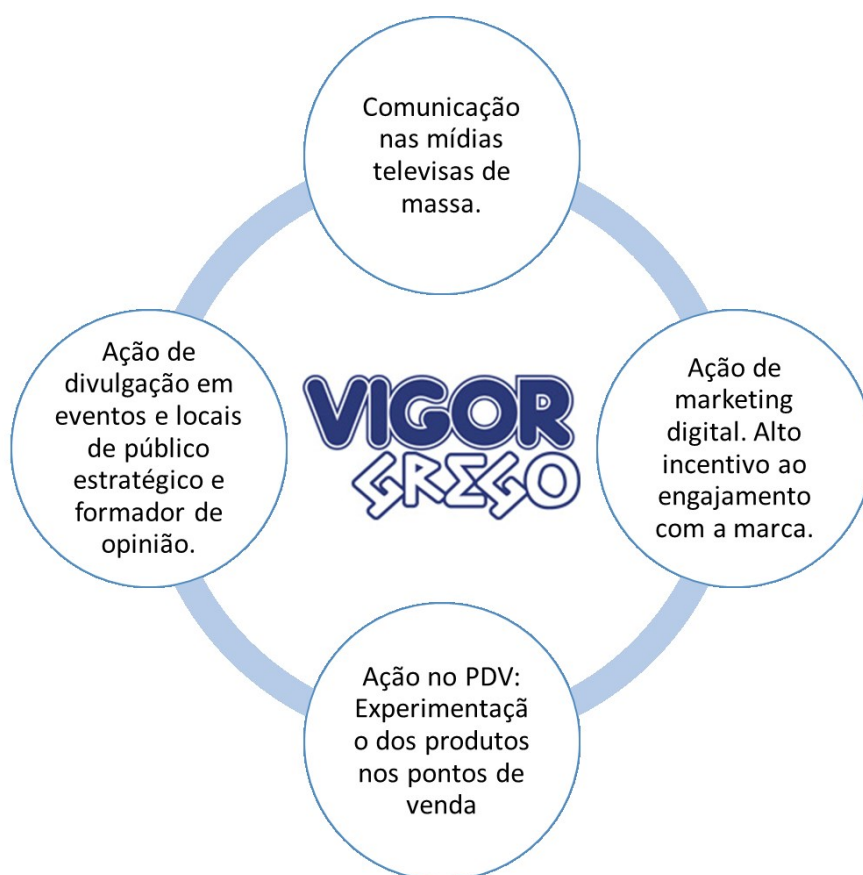 Comunicação
nas mídias
televisas de
massa.
Ação de
divulgação em
eventos e locais
de público
estratégico e
formador de
opinião.
VIGOR
GREGO
Ação de
marketing
digital. Alto
incentivo ao
engajamento
com a marca.
Ação no PDV:
Experimentaçã
o dos produtos
nos pontos de
venda